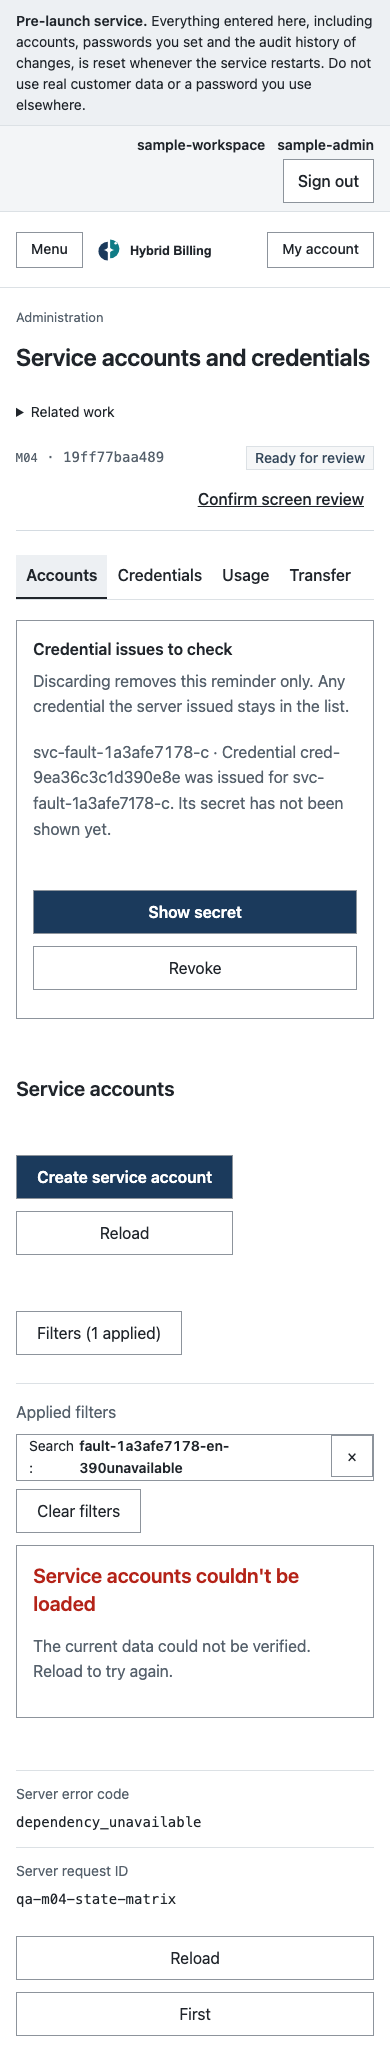 Pre-launch service. Everything entered here, including
accounts, passwords you set and the audit history of
changes, is reset whenever the service restarts. Do not
use real customer data or a password you use
elsewhere.
sample-workspace sample-admin
Sign out
Menu
Hybrid Billing
My account
Administration
Service accounts and credentials
Related work
M04 · 19ff77baa489
Ready for review
Confirm screen review
Accounts Credentials Usage Transfer
Credential issues to check
Discarding removes this reminder only. Any
credential the server issued stays in the list.
svc-fault-1a3afe7178-c · Credential cred-
9ea36c3c1d390e8e was issued for svc-
fault-1a3afe7178-c. Its secret has not been
shown yet.
Show secret
Revoke
Service accounts
Create service account
Reload
Filters (1 applied)
Applied filters
Search fault-1a3afe7178-en-
: 390unavailable
×
Clear filters
Service accounts couldn't be
loaded
The current data could not be verified.
Reload to try again.
Server error code
dependency_unavailable
Server request ID
qa-m04-state-matrix
Reload
First